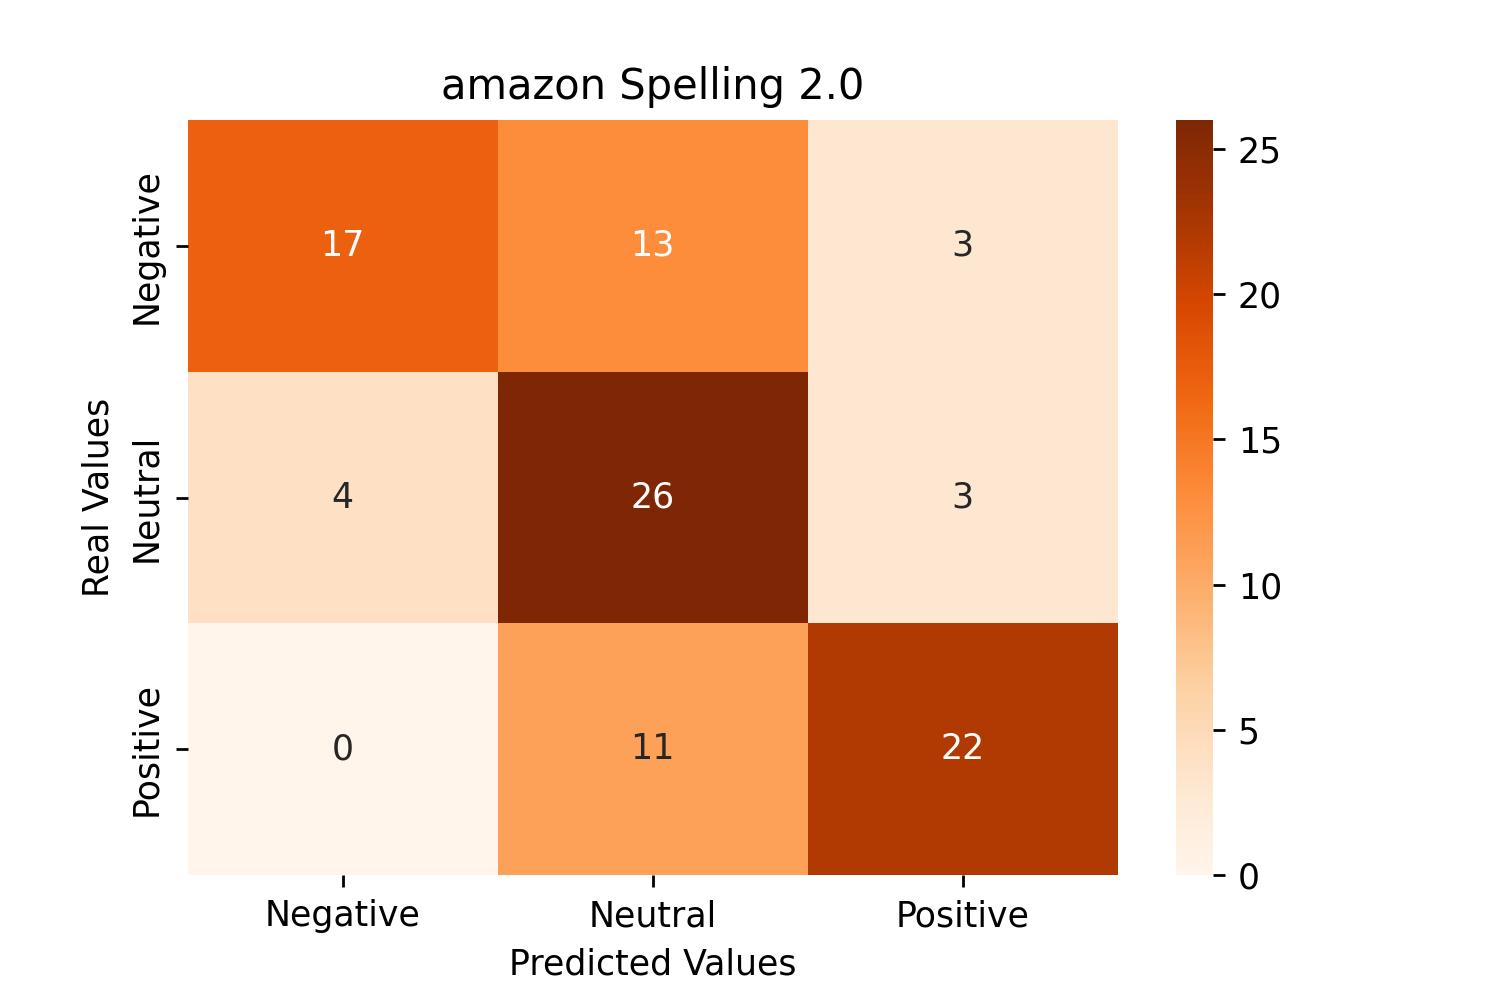 amazon Spelling 2.0
Real Values
Negative
17 13 3
Neutral
4 26 3
Positive
0 11 22
Negative Neutral Positive
Predicted Values
25
20
15
10
5
0